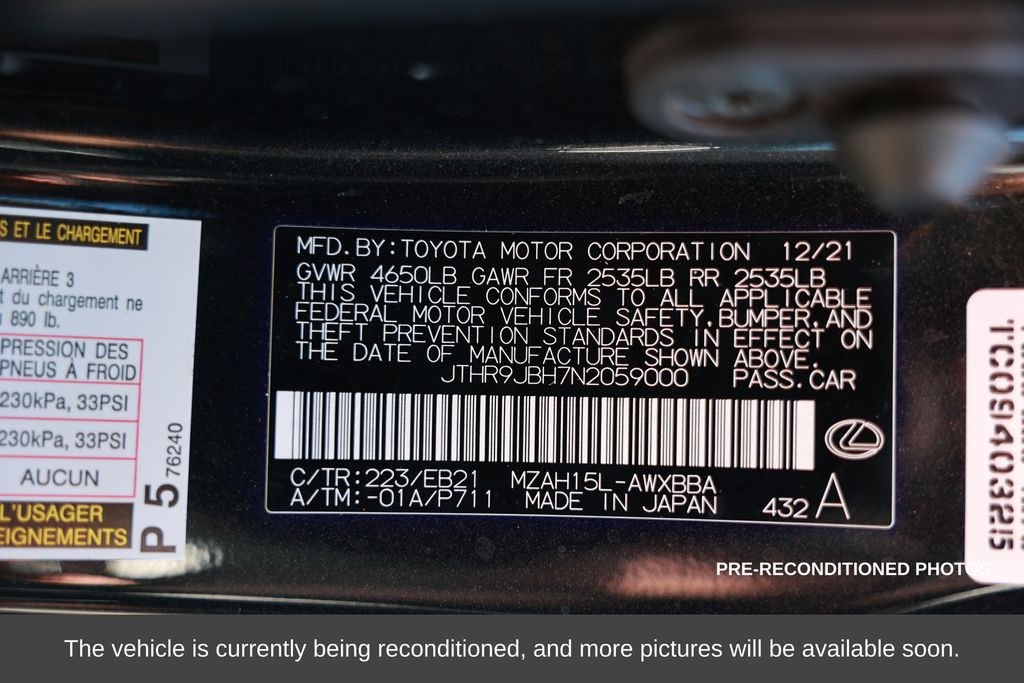 S ET LE CHARGEMENT
ARRIÈRE 3
t du chargement ne
890 lb.
PRESSION DES
PNEUS À FROID
230kPa, 33PSI
230kPa, 33PSI
AUCUN
L'USAGER
EIGNEMENTS
P 5 76240
MFD.BY:TOYOTA MOTOR CORPORATION 12/21
GVWR 4650LB GAWR FR 2535LB RR 2535LB
THIS VEHICLE CONFORMS TO ALL APPLICABLE
FEDERAL MOTOR VEHICLE SAFETY,BUMPER,AND
THEFT PREVENTION STANDARDS IN EFFECT ON
THE DATE OF MANUFACTURE SHOWN ABOVE.
JTHR9JBH7N2059000 PASS.CAR
C/TR:223/EB21 MZAH15L-AWXBBA
A/TM:-01A/P711 MADE IN JAPAN 432 A
PRE-RECONDITIONED PHOTOS
The vehicle is currently being reconditioned, and more pictures will be available soon.